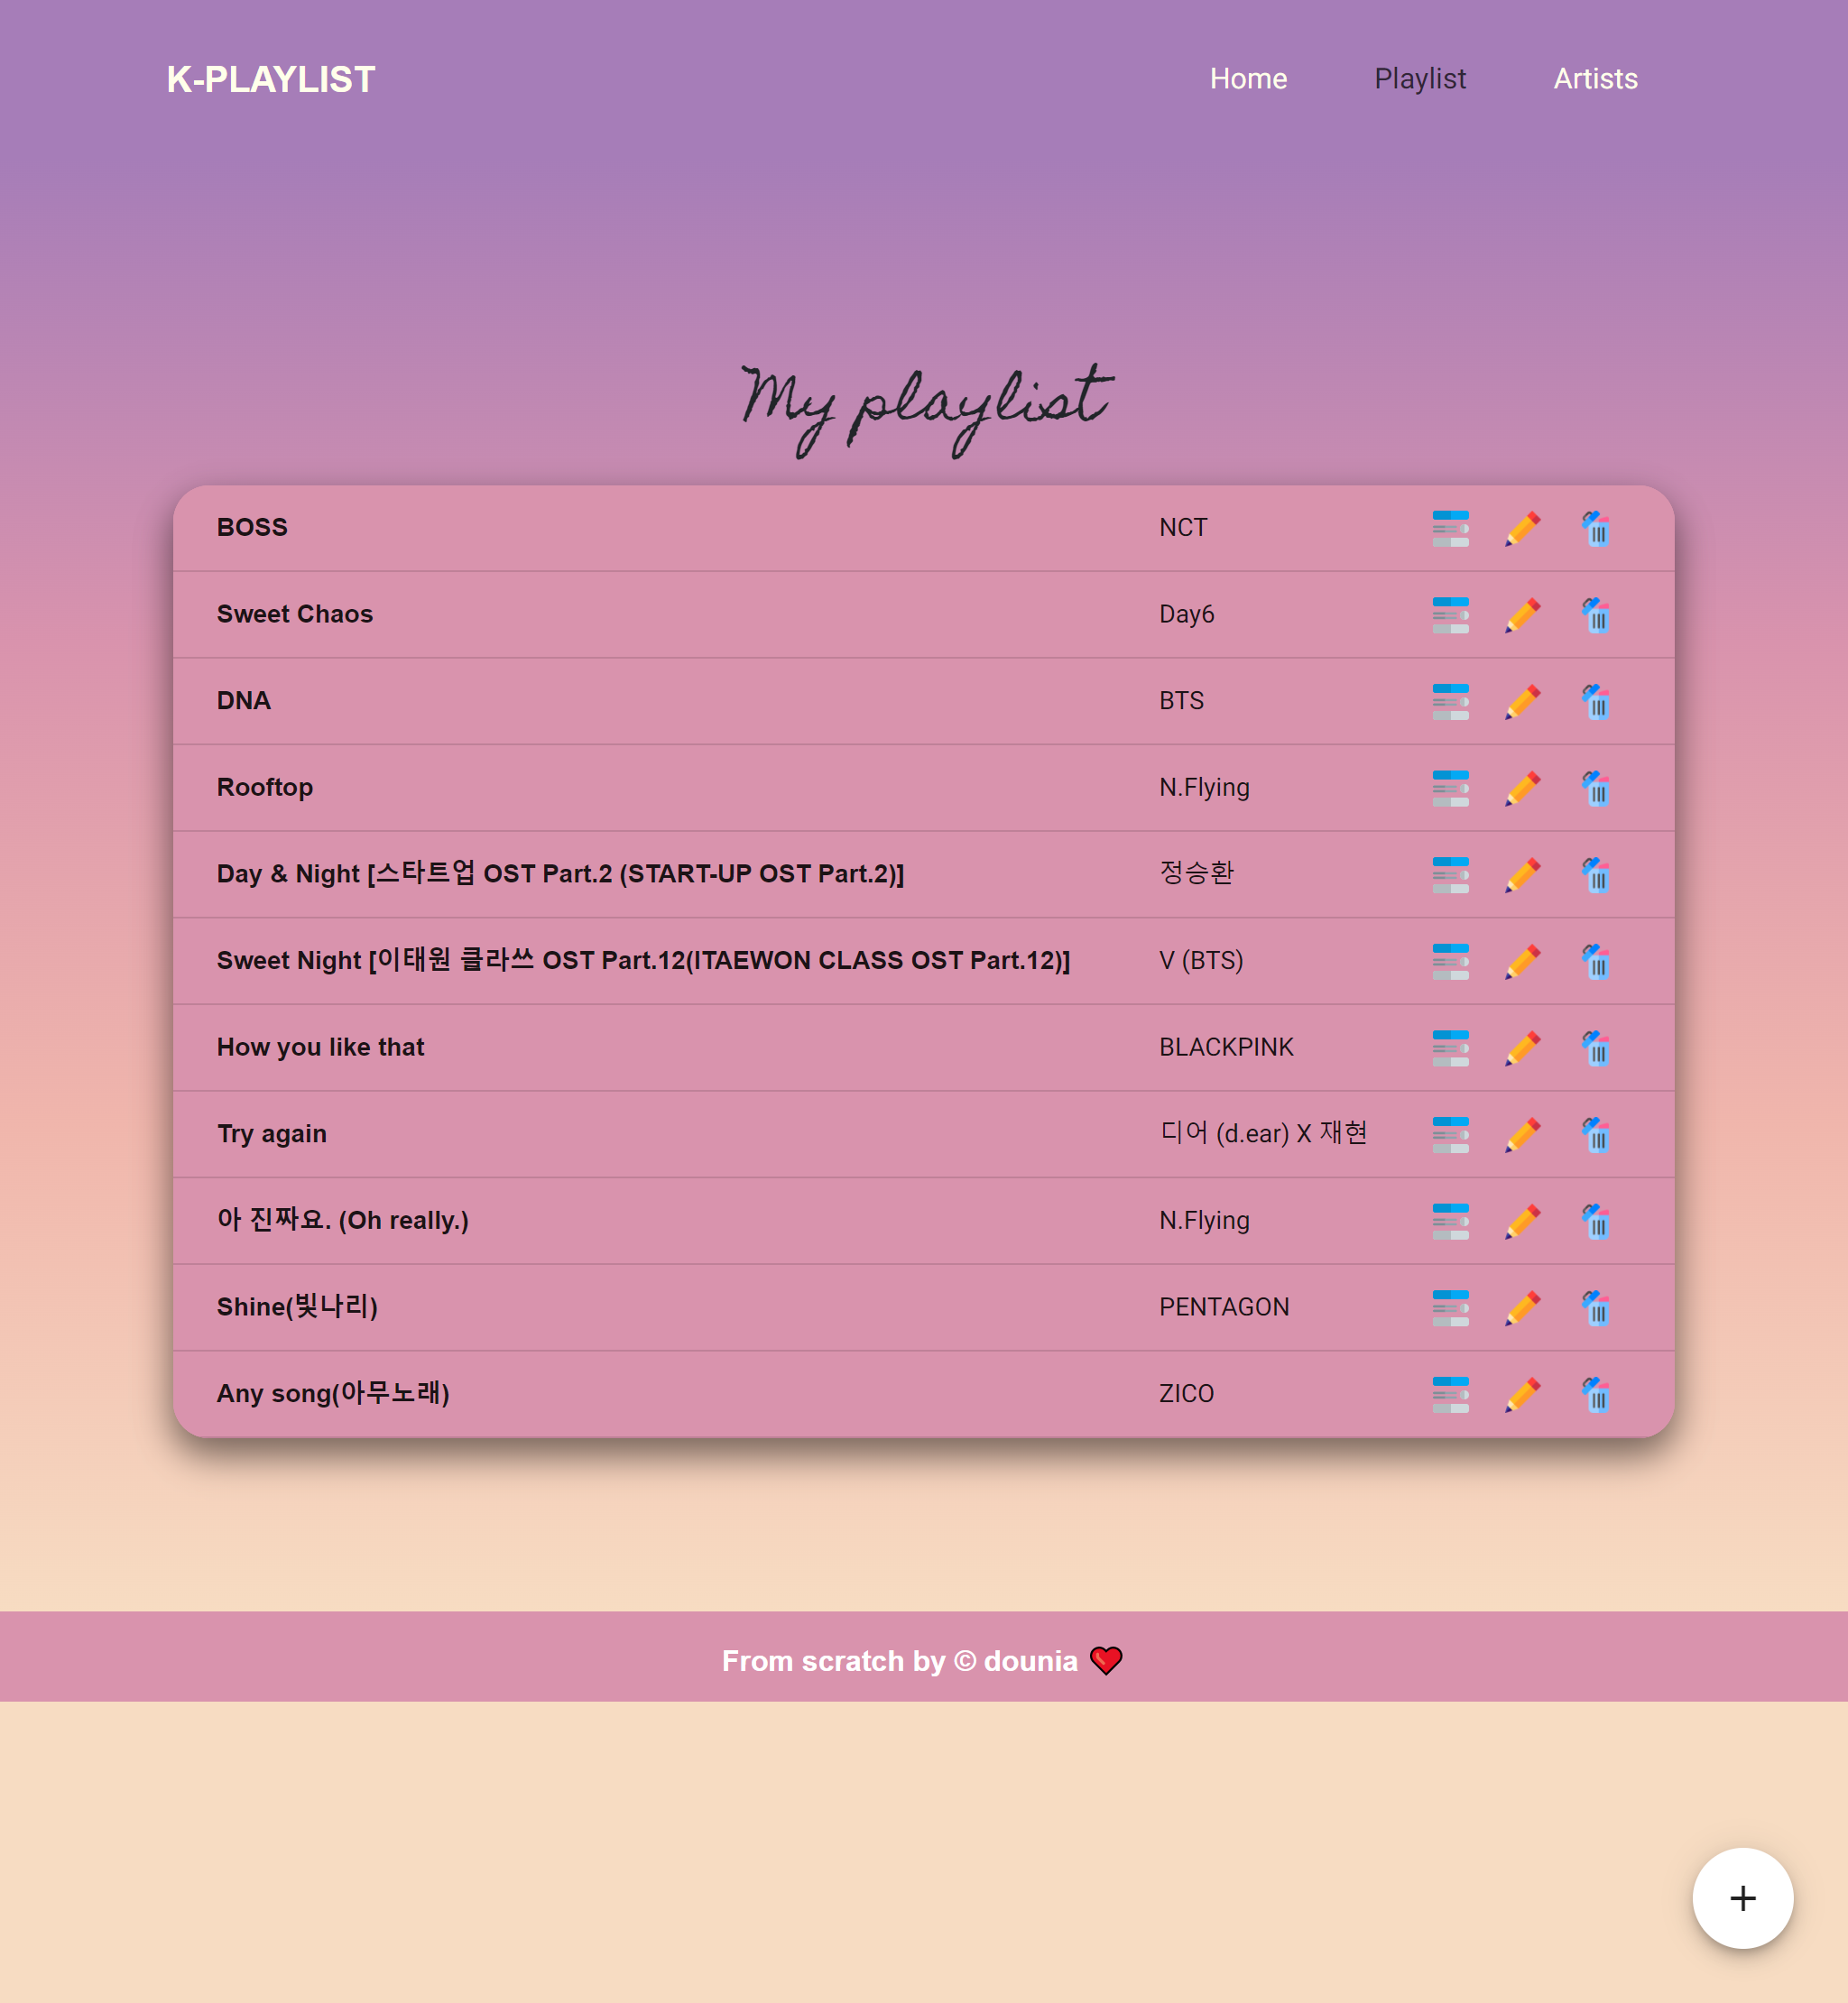 K-PLAYLIST Home Playlist Artists
My playlist
BOSS NCT
Sweet Chaos Day6
DNA BTS
Rooftop N.Flying
Day & Night [스타트업 OST Part.2 (START-UP OST Part.2)] 정승환
Sweet Night [이태원 클라쓰 OST Part.12(ITAEWON CLASS OST Part.12)] V (BTS)
How you like that BLACKPINK
Try again 디어 (d.ear) X 재현
아 진짜요. (Oh really.) N.Flying
Shine(빛나리) PENTAGON
Any song(아무노래) ZICO
From scratch by © dounia ❤️
+